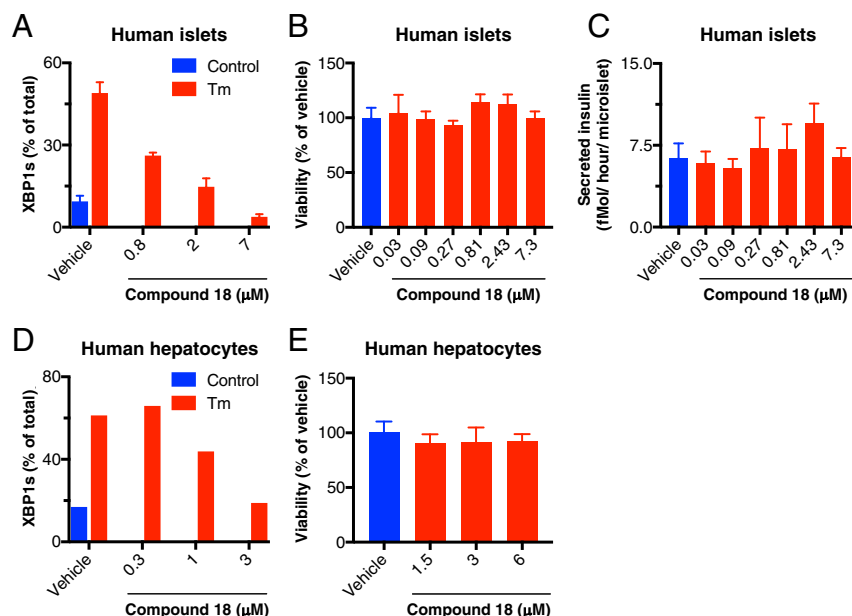 A
Human islets
XBP1s (% of total)
60
30
0
Control
Tm
Vehicle
0.8
2
7
Compound 18 (μM)
B
Human islets
Viability (% of vehicle)
150
100
50
0
Vehicle
0.03
0.09
0.27
0.81
2.43
7.3
Compound 18 (μM)
C
Human islets
Secreted insulin
(fMol/ hour/ microislet)
15.0
7.5
0.0
Vehicle
0.03
0.09
0.27
0.81
2.43
7.3
Compound 18 (μM)
D
Human hepatocytes
XBP1s (% of total)
80
40
0
Control
Tm
Vehicle
0.3
1
3
Compound 18 (μM)
E
Human hepatocytes
Viability (% of vehicle)
150
100
50
0
Vehicle
1.5
3
6
Compound 18 (μM)